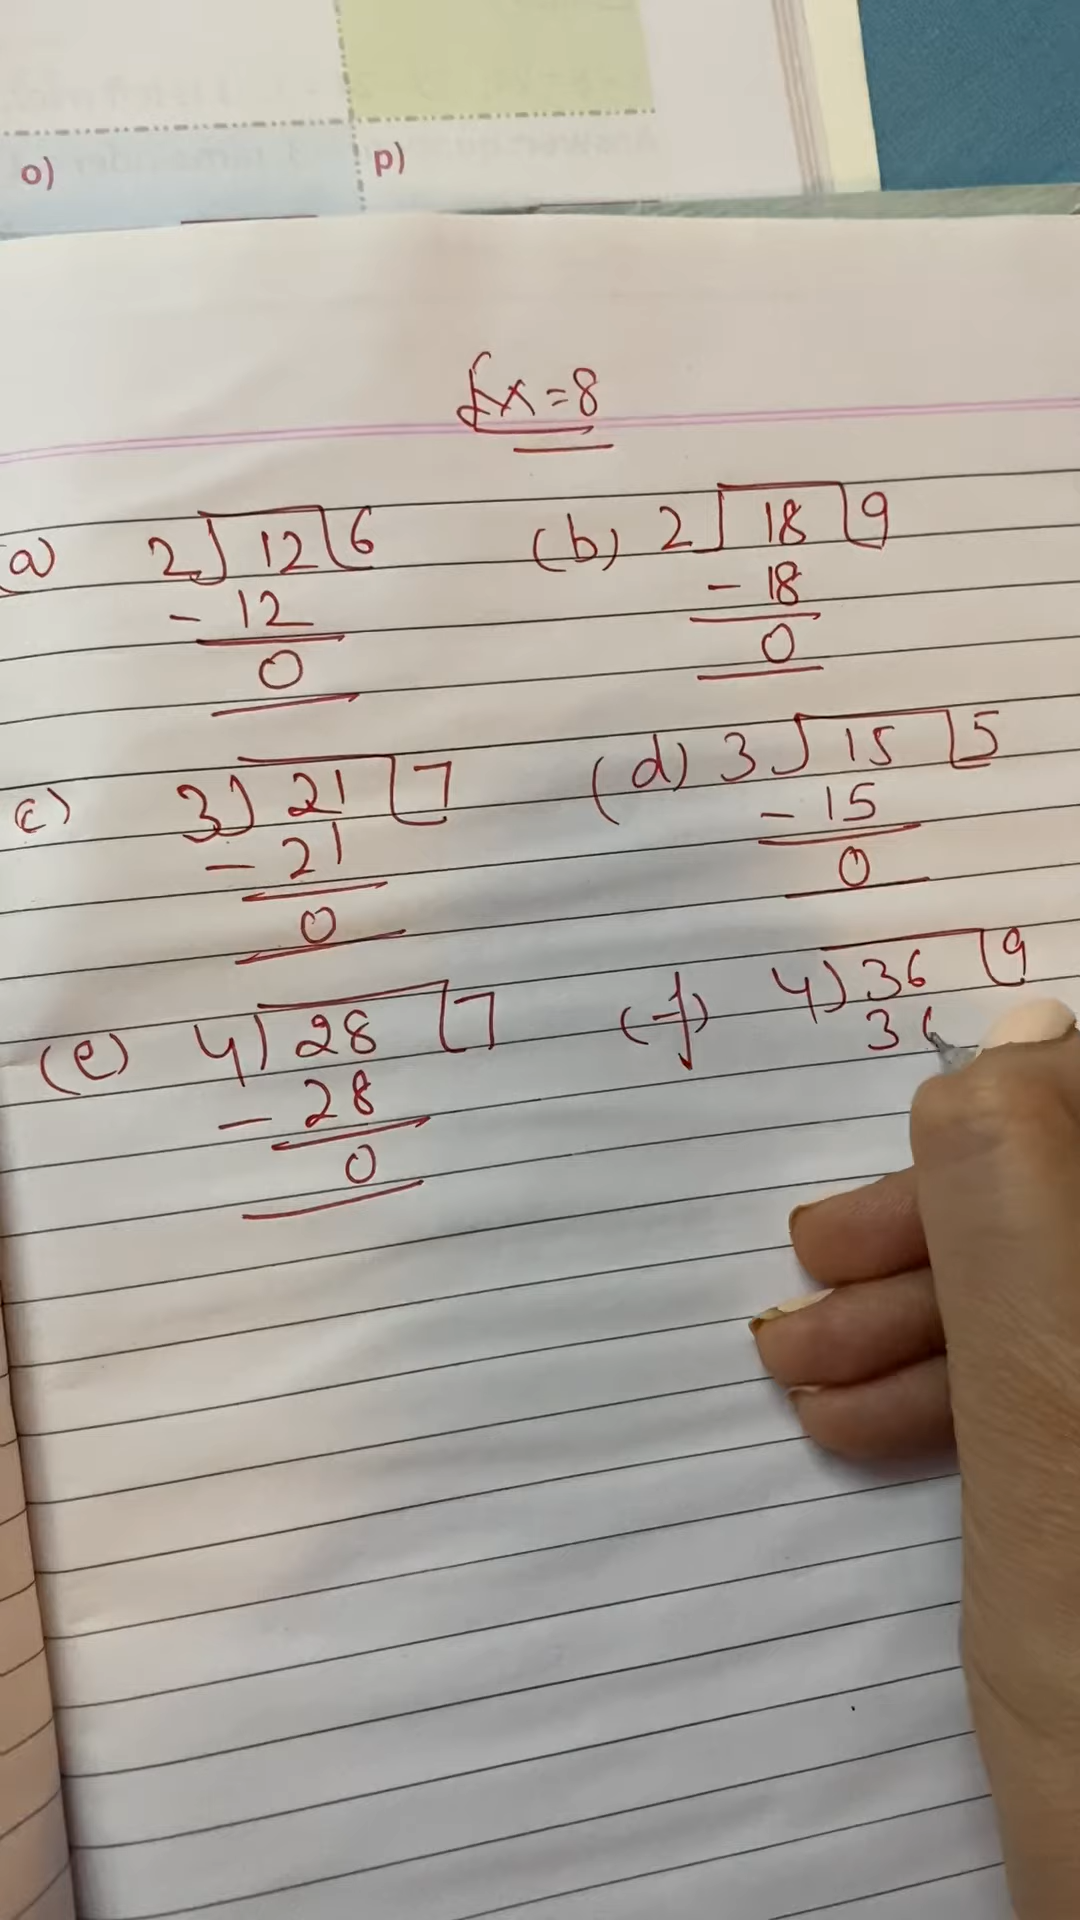 o) p)
Ex=8
a) 2) 12 (6 (b) 2) 18 (9
- 12 - 18
0 0
c) 3) 21 (7 (d) 3) 15 (5
- 21 - 15
0 0
(e) 4) 28 (7 (f) 4) 36 (9
- 28 36
0